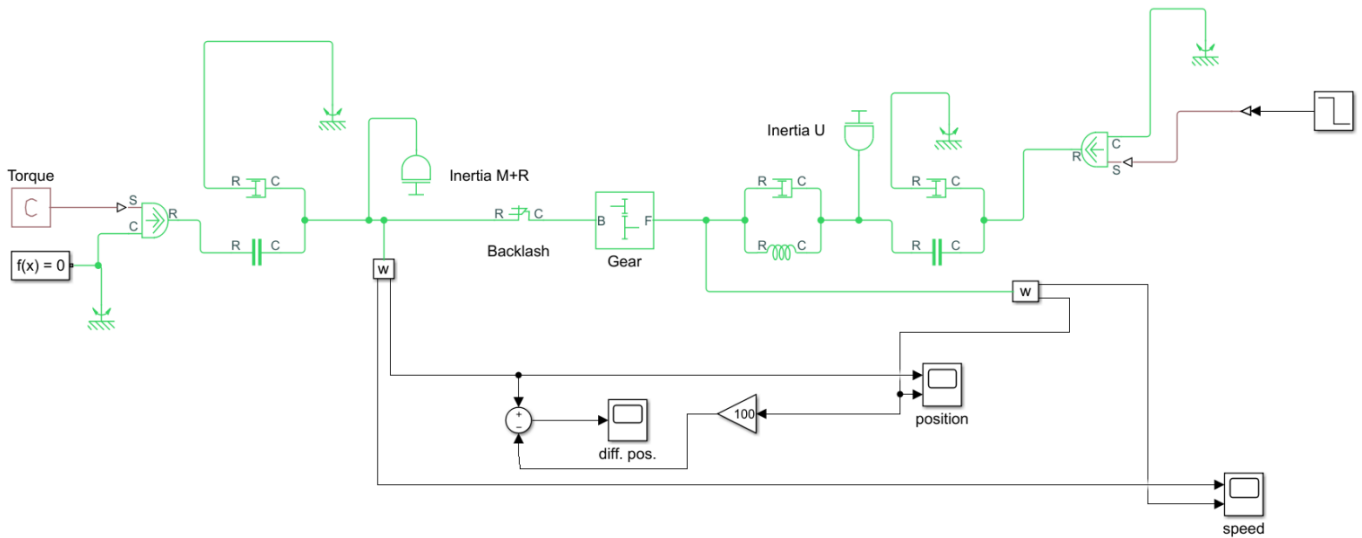 R
C
C
R
S
Inertia U
Torque
C
S
R
C
R
C
Inertia M+R
R
C
R
C
R
C
B
F
R
C
R
C
f(x) = 0
Backlash
Gear
w
w
100
position
diff. pos.
speed
+
−